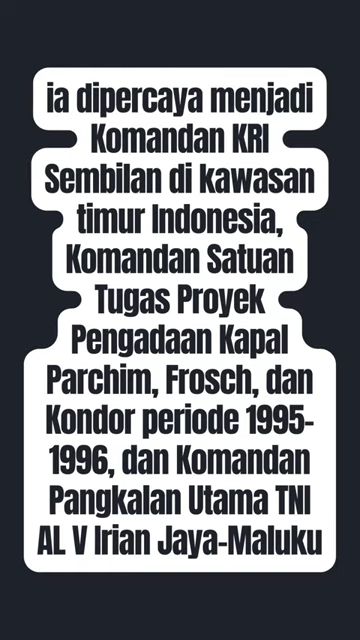 ia dipercaya menjadi
Komandan KRI
Sembilan di kawasan
timur Indonesia,
Komandan Satuan
Tugas Proyek
Pengadaan Kapal
Parchim, Frosch, dan
Kondor periode 1995-
1996, dan Komandan
Pangkalan Utama TNI
AL V Irian Jaya-Maluku